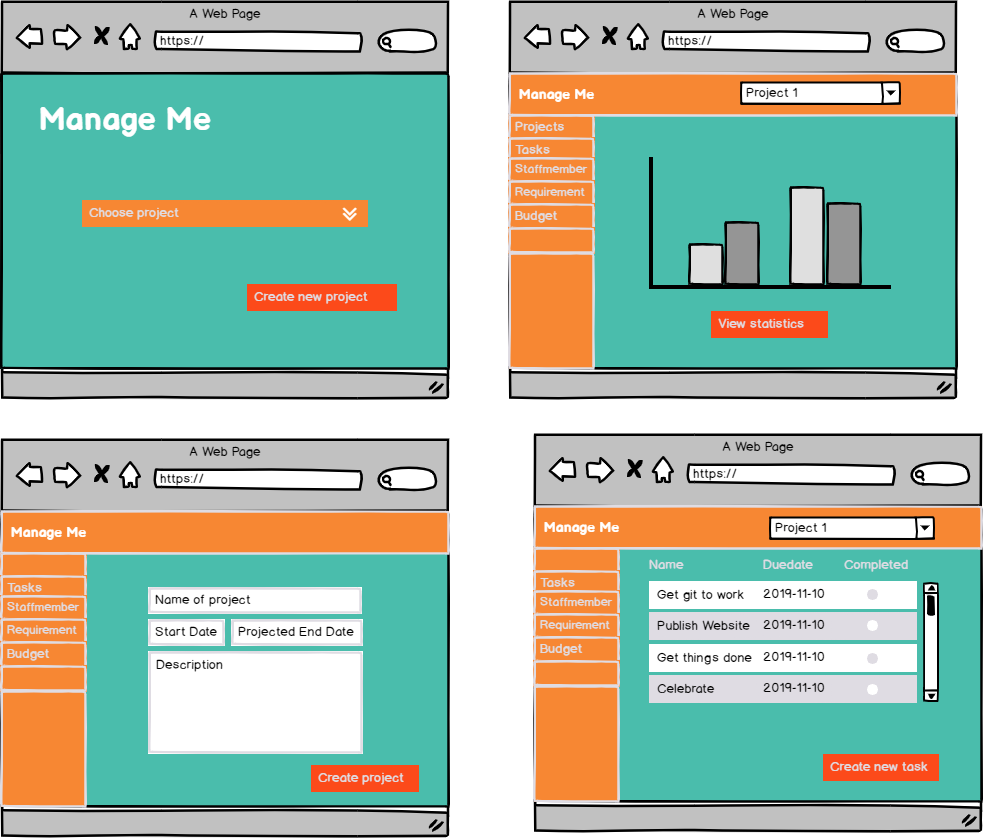 A Web Page
https://
Manage Me
Choose project
Create new project
A Web Page
https://
Manage Me
Project 1
Projects
Tasks
Staffmember
Requirement
Budget
View statistics
A Web Page
https://
Manage Me
Tasks
Staffmember
Requirement
Budget
Name of project
Start Date Projected End Date
Description
Create project
A Web Page
https://
Manage Me
Project 1
Tasks
Staffmember
Requirement
Budget
Name Duedate Completed
Get git to work 2019-11-10
Publish Website 2019-11-10
Get things done 2019-11-10
Celebrate 2019-11-10
Create new task